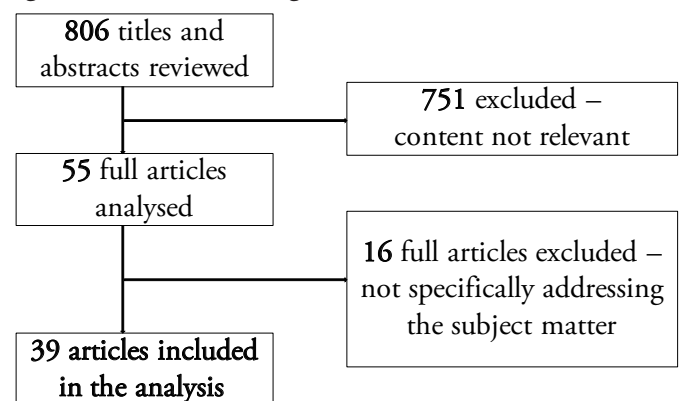 806 titles and
abstracts reviewed
751 excluded –
content not relevant
55 full articles
analysed
16 full articles excluded –
not specifically addressing
the subject matter
39 articles included
in the analysis